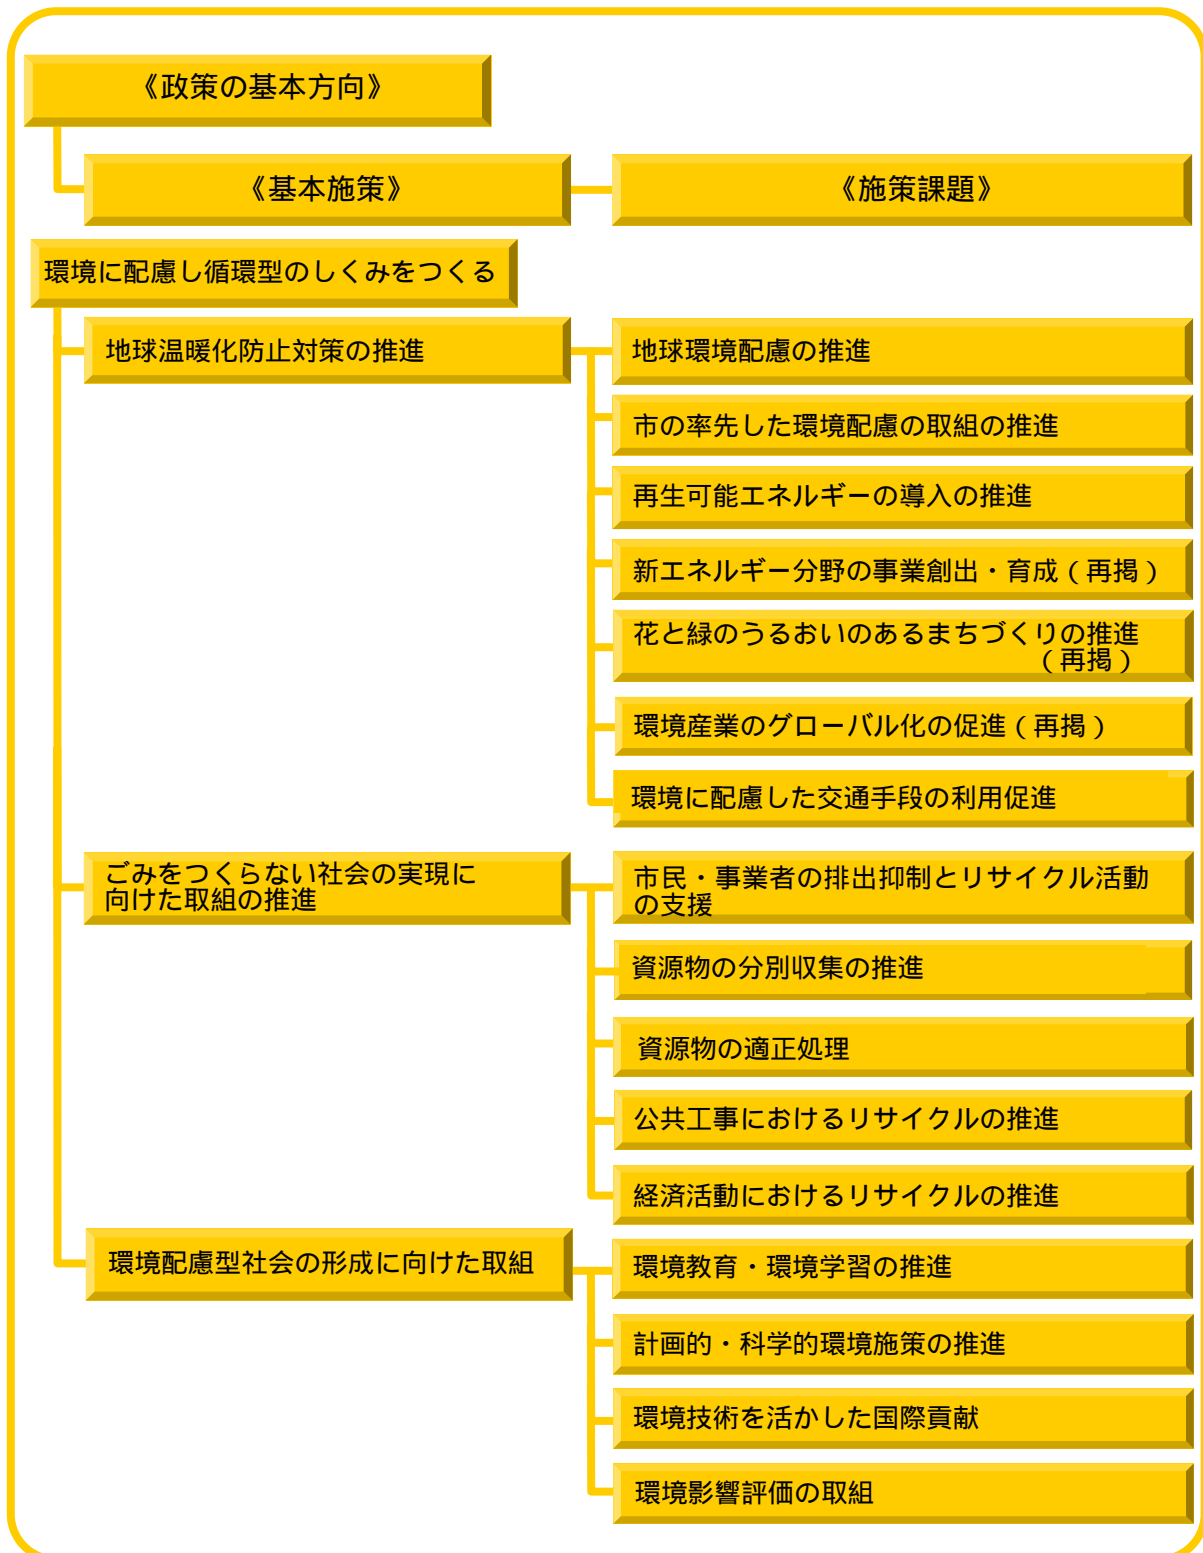 《政策の基本方向》
《基本施策》
《施策課題》
環境に配慮し循環型のしくみをつくる
地球温暖化防止対策の推進
地球環境配慮の推進
市の率先した環境配慮の取組の推進
再生可能エネルギーの導入の推進
新エネルギー分野の事業創出・育成（再掲）
花と緑のうるおいのあるまちづくりの推進
（再掲）
環境産業のグローバル化の促進（再掲）
環境に配慮した交通手段の利用促進
ごみをつくらない社会の実現に
向けた取組の推進
市民・事業者の排出抑制とリサイクル活動
の支援
資源物の分別収集の推進
資源物の適正処理
公共工事におけるリサイクルの推進
経済活動におけるリサイクルの推進
環境配慮型社会の形成に向けた取組
環境教育・環境学習の推進
計画的・科学的環境施策の推進
環境技術を活かした国際貢献
環境影響評価の取組